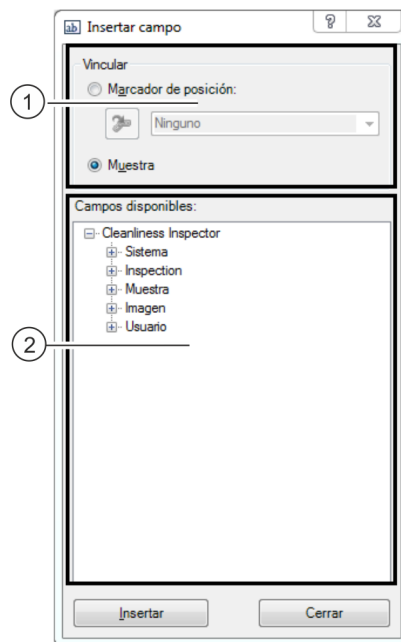 Insertar campo
Vincular
Marcador de posición:
1
Ninguno
Muestra
Campos disponibles:
Cleanliness Inspector
Sistema
Inspection
Muestra
Imagen
Usuario
2
Insertar
Cerrar